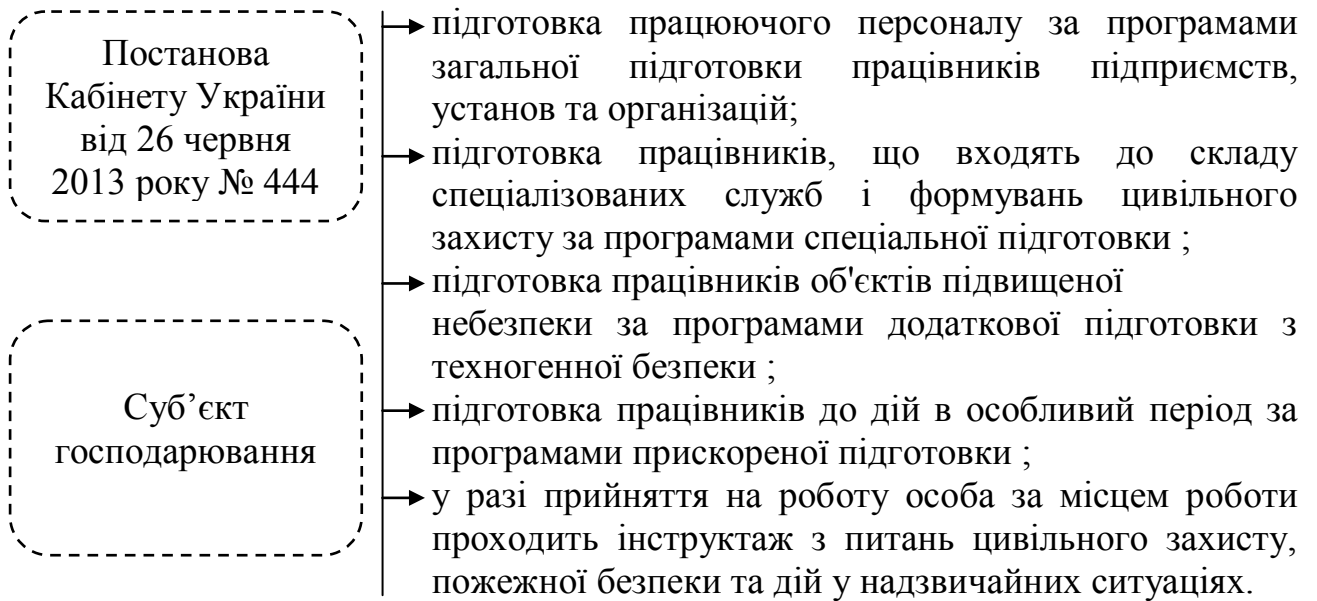 Постанова
Кабінету України
від 26 червня
2013 року № 444
Суб’єкт
господарювання
підготовка працюючого персоналу за програмами
загальної підготовки працівників підприємств,
установ та організацій;
підготовка працівників, що входять до складу
спеціалізованих служб і формувань цивільного
захисту за програмами спеціальної підготовки ;
підготовка працівників об'єктів підвищеної
небезпеки за програмами додаткової підготовки з
техногенної безпеки ;
підготовка працівників до дій в особливий період за
програмами прискореної підготовки ;
у разі прийняття на роботу особа за місцем роботи
проходить інструктаж з питань цивільного захисту,
пожежної безпеки та дій у надзвичайних ситуаціях.